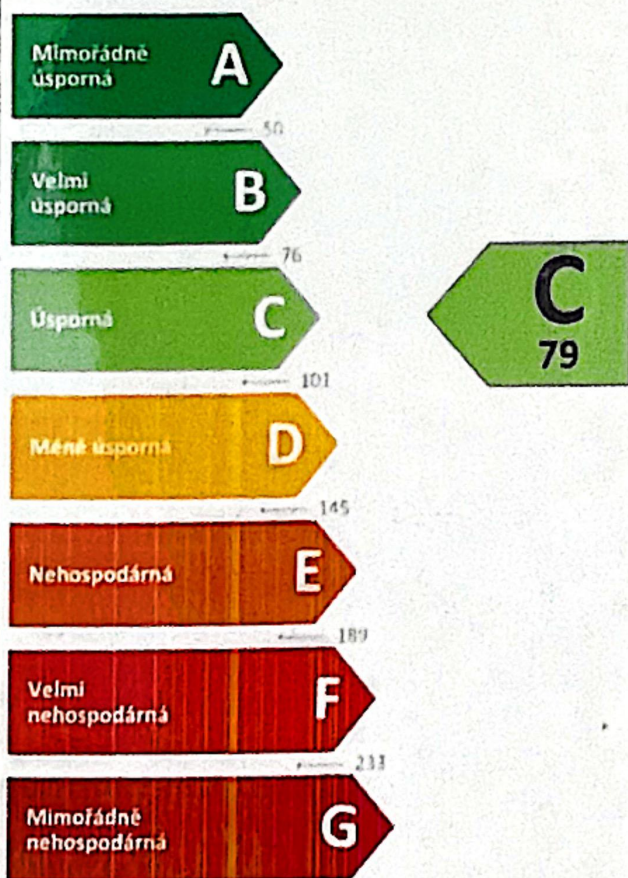 Mimořádně
úsporná
A
50
Velmi
úsporná
B
76
Úsporná
C
C
79
101
Méně úsporná
D
145
Nehospodárná
E
189
Velmi
nehospodárná
F
233
Mimořádně
nehospodárná
G